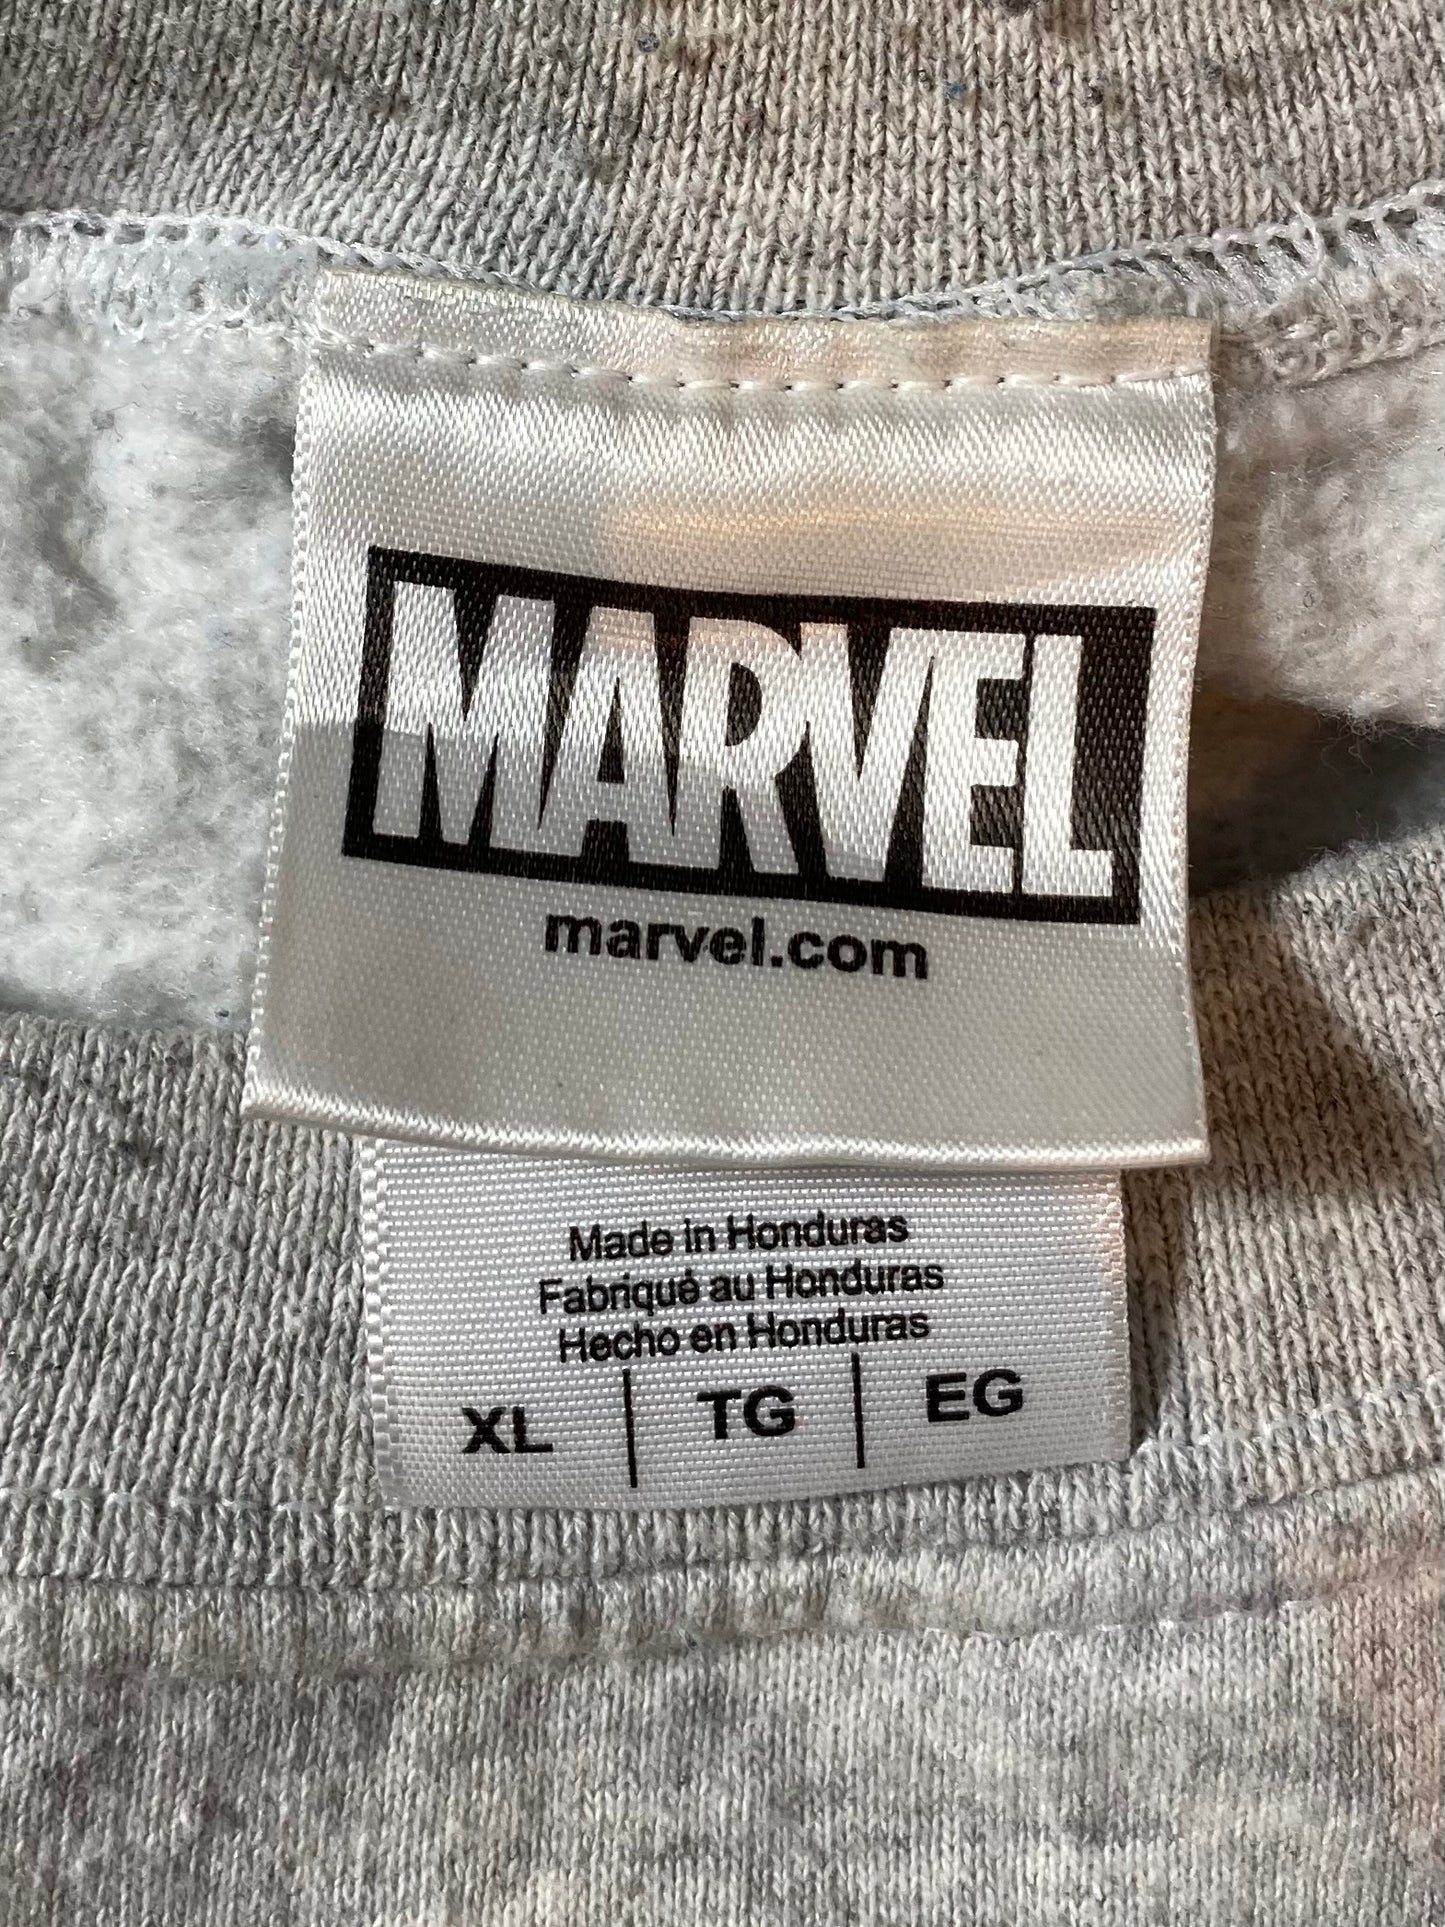 MARVEL
marvel.com
Made in Honduras
Fabriqué au Honduras
Hecho en Honduras
XL | TG | EG